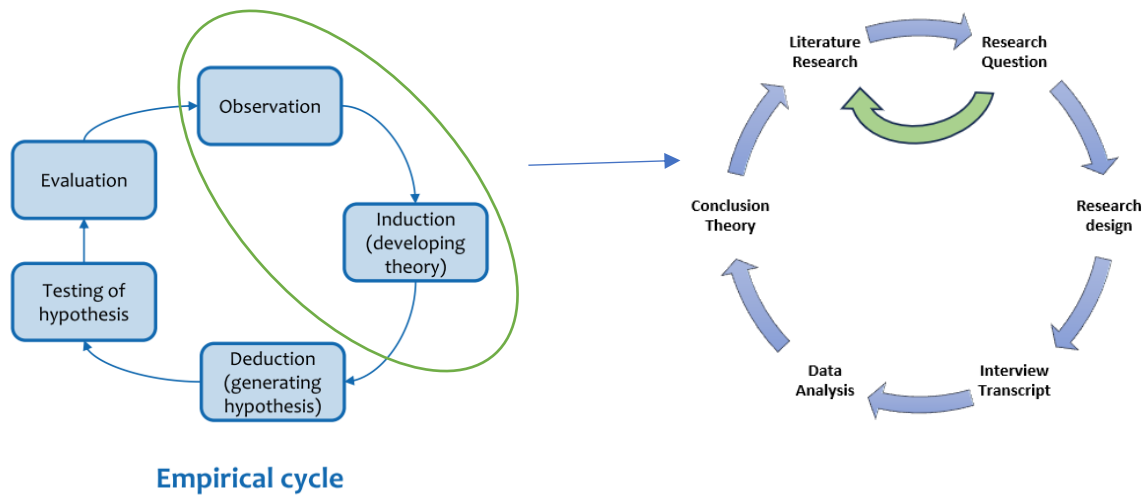 Observation
Induction
(developing
theory)
Deduction
(generating
hypothesis)
Testing of
hypothesis
Evaluation
Empirical cycle
Literature
Research
Research
Question
Research
design
Interview
Transcript
Data
Analysis
Conclusion
Theory